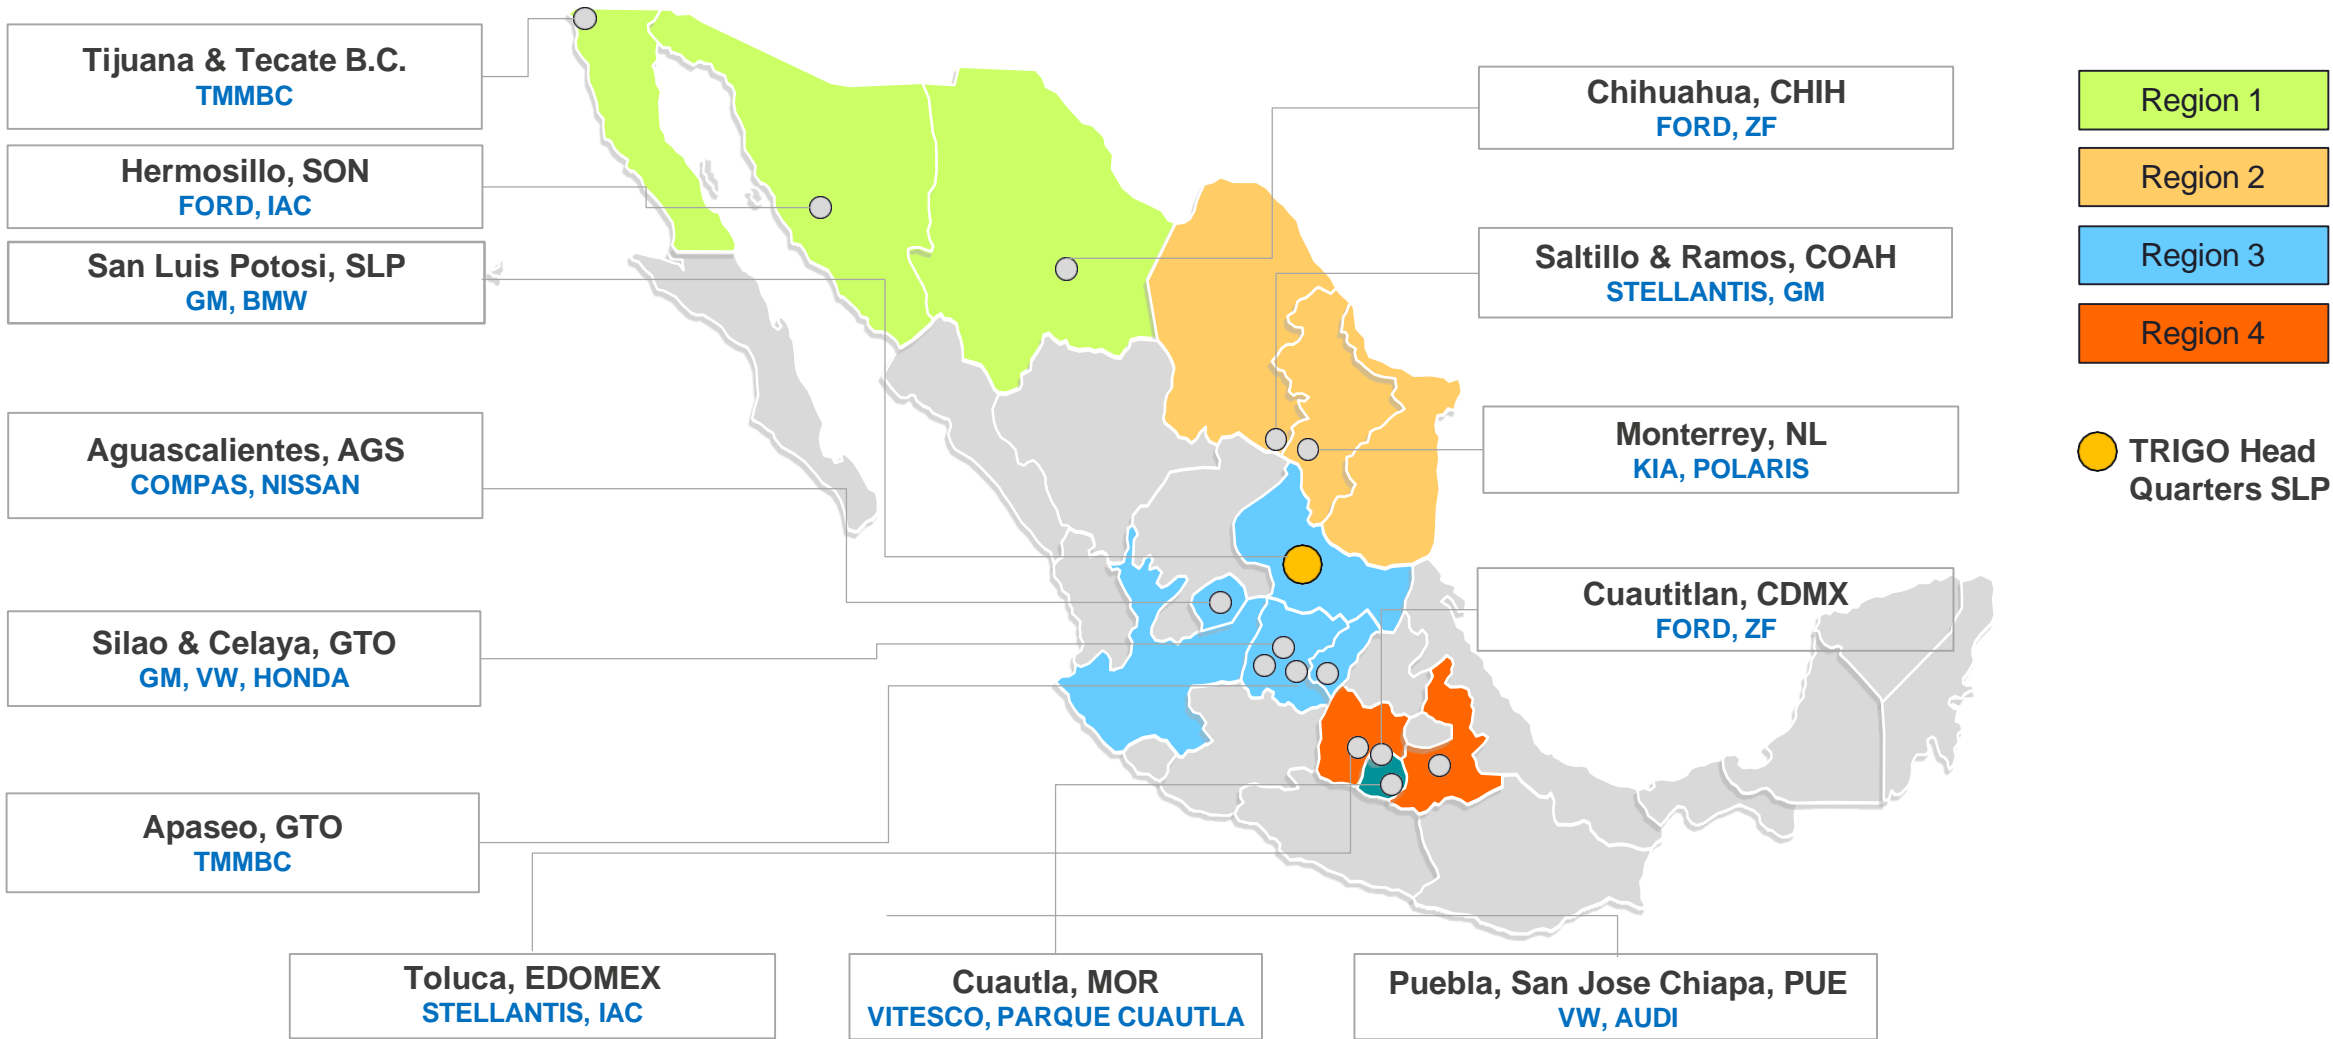 Tijuana & Tecate B.C.
TMMBC
Hermosillo, SON
FORD, IAC
San Luis Potosi, SLP
GM, BMW
Aguascalientes, AGS
COMPAS, NISSAN
Silao & Celaya, GTO
GM, VW, HONDA
Apaseo, GTO
TMMBC
Toluca, EDOMEX
STELLANTIS, IAC
Cuautla, MOR
VITESCO, PARQUE CUAUTLA
Puebla, San Jose Chiapa, PUE
VW, AUDI
Chihuahua, CHIH
FORD, ZF
Saltillo & Ramos, COAH
STELLANTIS, GM
Monterrey, NL
KIA, POLARIS
Cuautitlan, CDMX
FORD, ZF
Region 1
Region 2
Region 3
Region 4
TRIGO Head
Quarters SLP